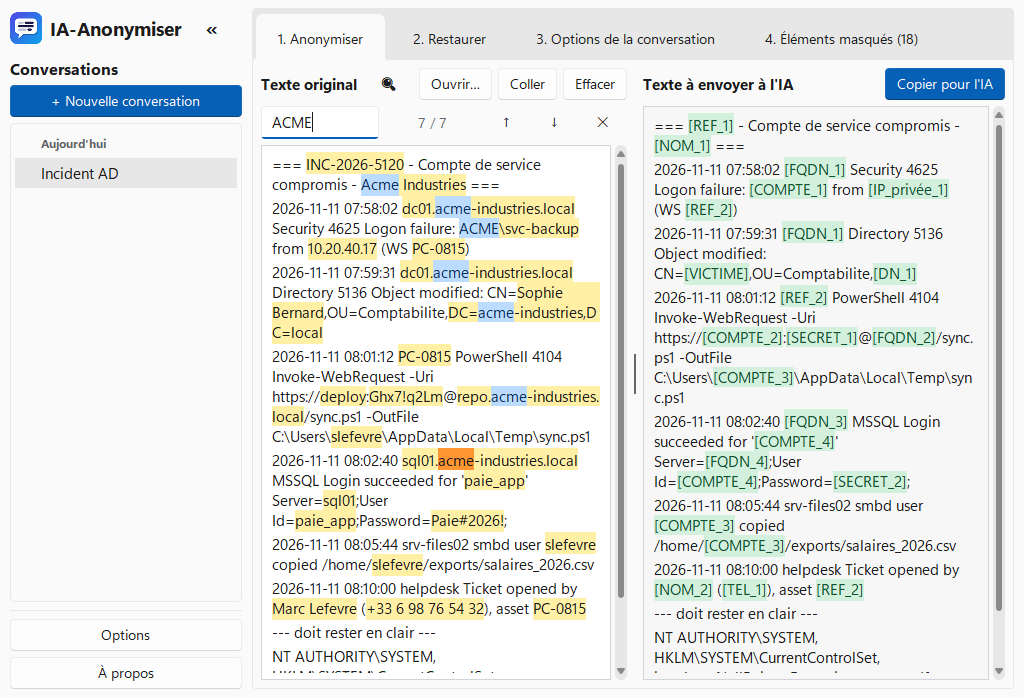 IA-Anonymiser «
Conversations
+ Nouvelle conversation
Aujourd'hui
Incident AD
Options
À propos
1. Anonymiser
2. Restaurer
3. Options de la conversation
4. Éléments masqués (18)
Texte original
Ouvrir...
Coller
Effacer
ACME
7 / 7
↑ ↓ ×
=== INC-2026-5120 - Compte de service
compromis - Acme Industries ===
2026-11-11 07:58:02 dc01.acme-industries.local
Security 4625 Logon failure: ACME\svc-backup
from 10.20.40.17 (WS PC-0815)
2026-11-11 07:59:31 dc01.acme-industries.local
Directory 5136 Object modified: CN=Sophie
Bernard,OU=Comptabilite,DC=acme-industries,D
C=local
2026-11-11 08:01:12 PC-0815 PowerShell 4104
Invoke-WebRequest -Uri
https://deploy:Ghx7!q2Lm@repo.acme-industries.
local/sync.ps1 -OutFile
C:\Users\slefevre\AppData\Local\Temp\sync.ps1
2026-11-11 08:02:40 sql01.acme-industries.local
MSSQL Login succeeded for 'paie_app'
Server=sql01;User
Id=paie_app;Password=Paie#2026!;
2026-11-11 08:05:44 srv-files02 smbd user slefevre
copied /home/slefevre/exports/salaires_2026.csv
2026-11-11 08:10:00 helpdesk Ticket opened by
Marc Lefevre (+33 6 98 76 54 32), asset PC-0815
--- doit rester en clair ---
NT AUTHORITY\SYSTEM,
Texte à envoyer à l'IA
Copier pour l'IA
=== [REF_1] - Compte de service compromis -
[NOM_1] ===
2026-11-11 07:58:02 [FQDN_1] Security 4625
Logon failure: [COMPTE_1] from [IP_privée_1]
(WS [REF_2])
2026-11-11 07:59:31 [FQDN_1] Directory 5136
Object modified:
CN=[VICTIME],OU=Comptabilite,[DN_1]
2026-11-11 08:01:12 [REF_2] PowerShell 4104
Invoke-WebRequest -Uri
https://[COMPTE_2]:[SECRET_1]@[FQDN_2]/sync.
ps1 -OutFile
C:\Users\[COMPTE_3]\AppData\Local\Temp\syn
c.ps1
2026-11-11 08:02:40 [FQDN_3] MSSQL Login
succeeded for '[COMPTE_4]'
Server=[FQDN_4];User
Id=[COMPTE_4];Password=[SECRET_2];
2026-11-11 08:05:44 srv-files02 smbd user
[COMPTE_3] copied
/home/[COMPTE_3]/exports/salaires_2026.csv
2026-11-11 08:10:00 helpdesk Ticket opened by
[NOM_2] ([TEL_1]), asset [REF_2]
--- doit rester en clair ---
NT AUTHORITY\SYSTEM,
HKLM\SYSTEM\CurrentControlSet,